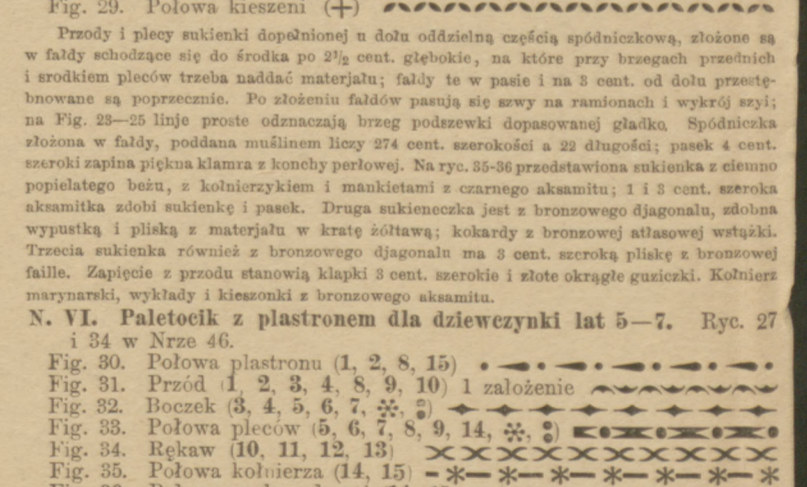 Fig. 29. Połowa kieszeni (+)
Przody i plecy sukienki dopełnionej u dołu oddzielną częścią spódniczkową, złożone są
w fałdy schodzące się do środka po 2½ cent. głębokie, na które przy brzegach przednich
i srodkiem pleców trzeba naddać materjału; fałdy te w pasie i na 3 cent. od dołu przestę-
bnowane są poprzecznie. Po złożeniu fałdów pasują się szwy na ramionach i wykrój szyi;
na Fig. 23—25 linje proste odznaczają brzeg podszewki dopasowanej gładko. Spódniczka
złożona w fałdy, poddana muślinem liczy 274 cent. szerokości a 22 długości; pasek 4 cent.
szeroki zapina piękna klamra z konchy perłowej. Na ryc. 35-36 przedstawiona sukienka z ciemno
popielatego beżu, z kołnierzykiem i mankietami z czarnego aksamitu; 1 i 3 cent. szeroka
aksamitka zdobi sukienkę i pasek. Druga sukieneczka jest z bronzowego djagonalu, zdobna
wypustką i pliską z materjału w kratę żółtawą; kokardy z bronzowej atłasowej wstążki.
Trzecia sukienka również z bronzowego djagonalu ma 3 cent. szeroką pliskę z bronzowej
faille. Zapięcie z przodu stanowią klapki 3 cent. szerokie i złote okrągłe guziczki. Kołnierz
marynarski, wykłady i kieszonki z bronzowego aksamitu.
N. VI. Paletocik z plastronem dla dziewczynki lat 5—7. Ryc. 27
i 34 w Nrze 46.
Fig. 30. Połowa plastronu (1, 2, 8, 15)
Fig. 31. Przód (1, 2, 3, 4, 8, 9, 10) 1 założenie
Fig. 32. Boczek (3, 4, 5, 6, 7, ✻, 8)
Fig. 33. Połowa pleców (5, 6, 7, 8, 9, 14, ✻, 8)
Fig. 34. Rękaw (10, 11, 12, 13)
Fig. 35. Połowa kołnierza (14, 15)